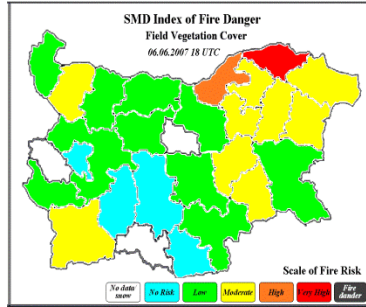 SMD Index of Fire Danger
Field Vegetation Cover
06.06.2007 18 UTC
Scale of Fire Risk
No data/
snow
No Risk
Low
Moderate
High
Very High
Fire
dander